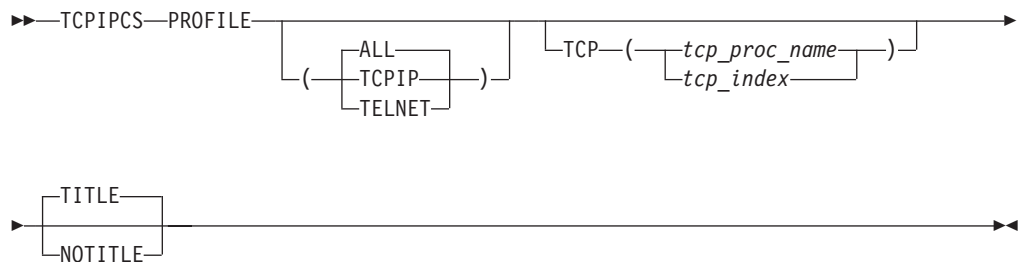 TCPIPCS PROFILE
( ALL )
TCPIP
TELNET
TCP ( tcp_proc_name )
tcp_index
TITLE
NOTITLE